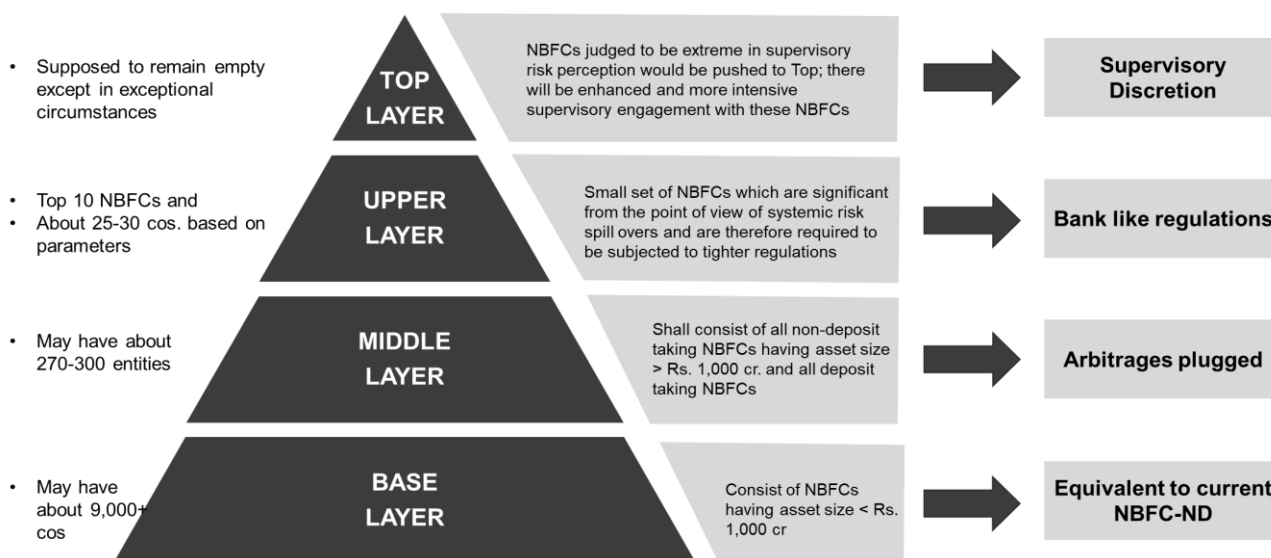 • Supposed to remain empty
except in exceptional
circumstances
TOP
LAYER
NBFCs judged to be extreme in supervisory
risk perception would be pushed to Top; there
will be enhanced and more intensive
supervisory engagement with these NBFCs
Supervisory
Discretion
• Top 10 NBFCs and
• About 25-30 cos. based on
parameters
UPPER
LAYER
Small set of NBFCs which are significant
from the point of view of systemic risk
spill overs and are therefore required to
be subjected to tighter regulations
Bank like regulations
• May have about
270-300 entities
MIDDLE
LAYER
Shall consist of all non-deposit
taking NBFCs having asset size
> Rs. 1,000 cr. and all deposit
taking NBFCs
Arbitrages plugged
• May have
about 9,000+
cos
BASE
LAYER
Consist of NBFCs
having asset size < Rs.
1,000 cr
Equivalent to current
NBFC-ND